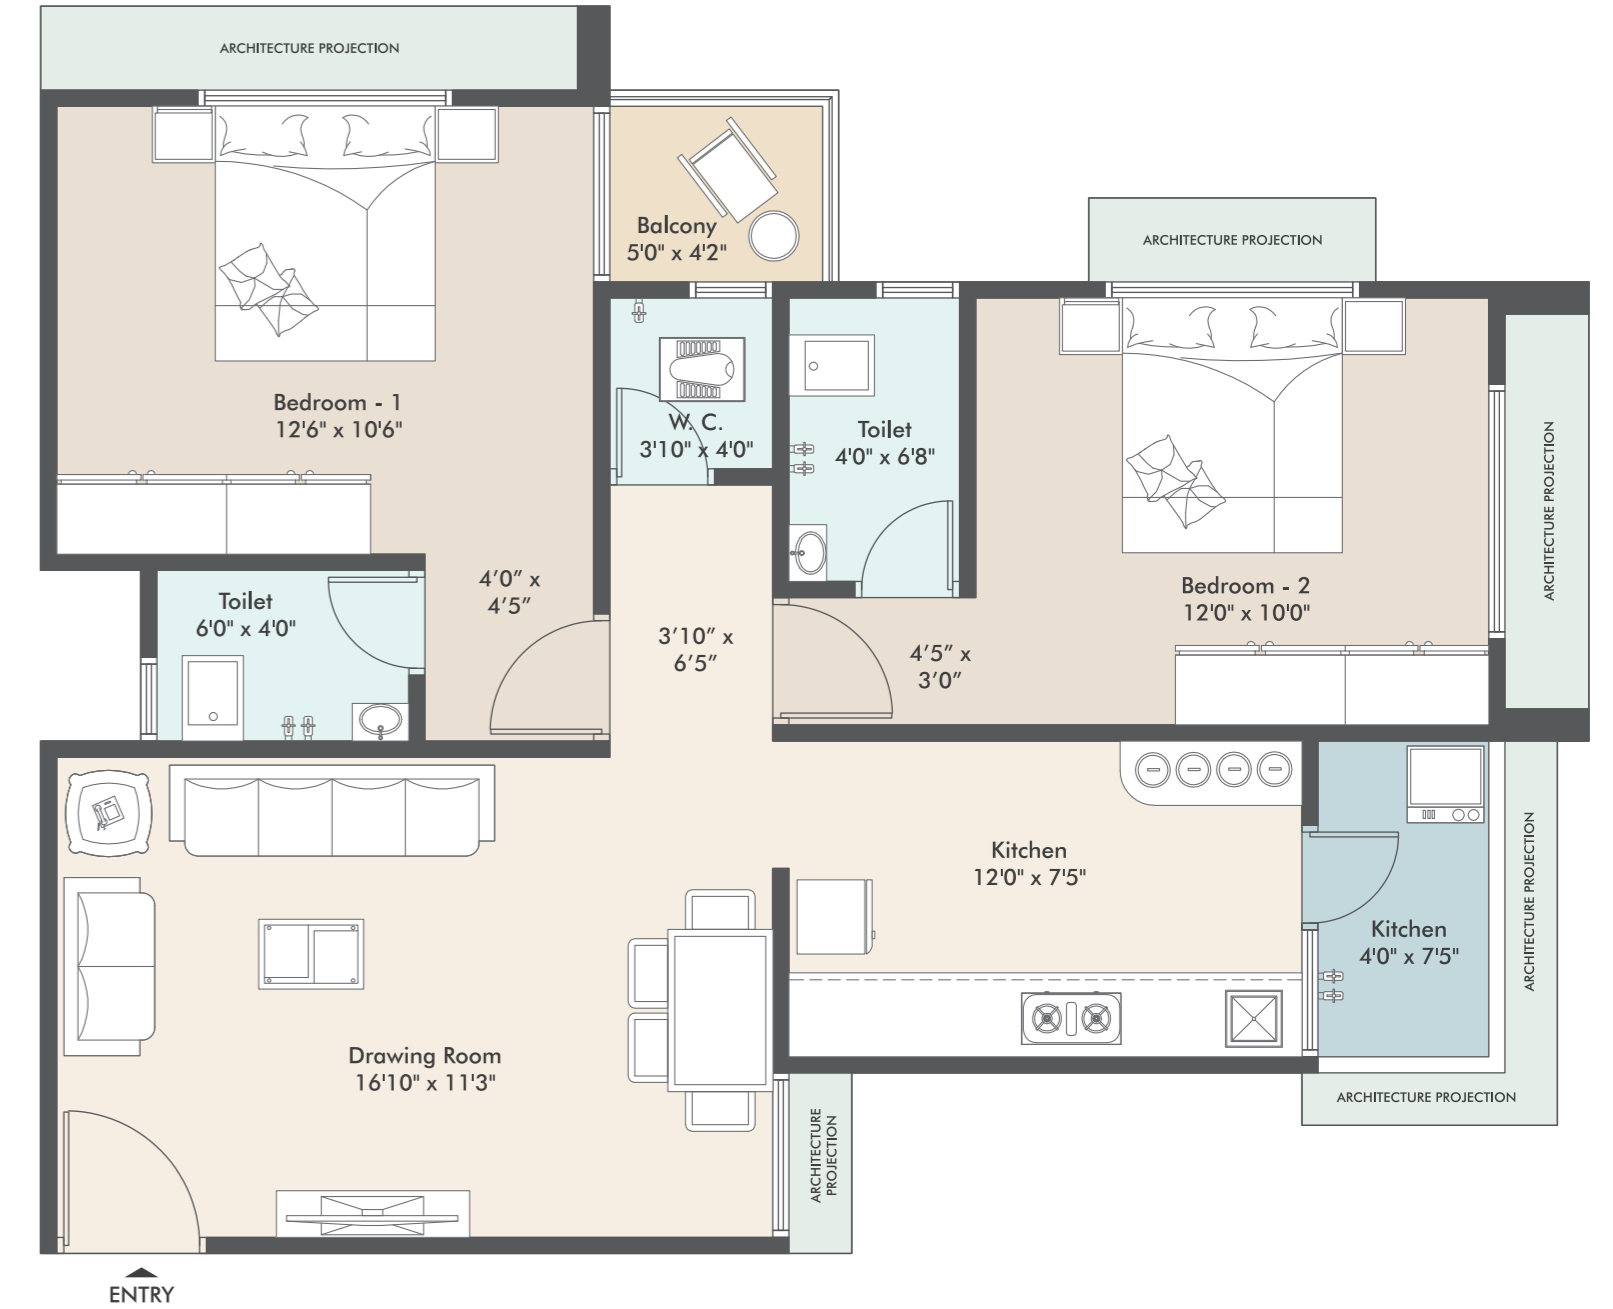 ARCHITECTURE PROJECTION
Balcony
5'0" x 4'2"
ARCHITECTURE PROJECTION
Bedroom - 1
12'6" x 10'6"
W. C.
3'10" x 4'0"
Toilet
4'0" x 6'8"
ARCHITECTURE PROJECTION
Bedroom - 2
12'0" x 10'0"
4’0” x
4’5”
Toilet
6'0" x 4'0"
3’10” x
6’5”
4’5” x
3’0”
Kitchen
12'0" x 7'5"
Kitchen
4'0" x 7'5"
ARCHITECTURE PROJECTION
Drawing Room
16'10" x 11'3"
ARCHITECTURE
PROJECTION
ARCHITECTURE PROJECTION
ENTRY